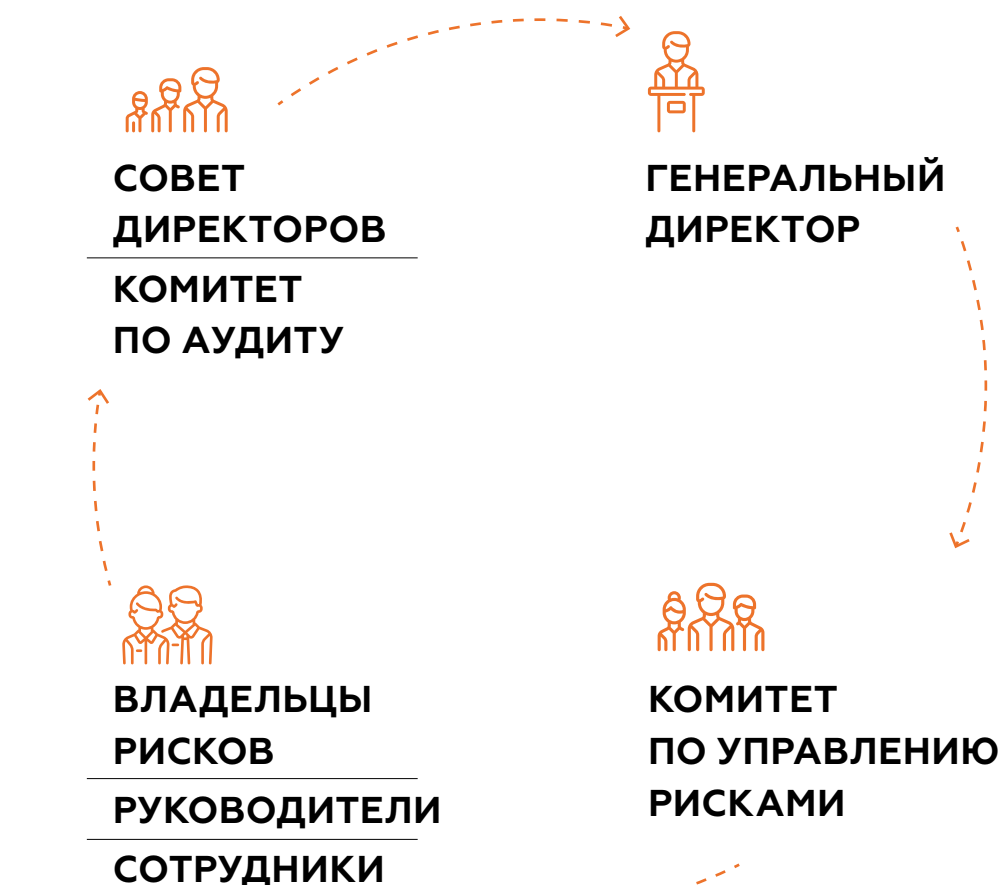 СОВЕТ
ДИРЕКТОРОВ
КОМИТЕТ
ПО АУДИТУ
ГЕНЕРАЛЬНЫЙ
ДИРЕКТОР
ВЛАДЕЛЬЦЫ
РИСКОВ
РУКОВОДИТЕЛИ
СОТРУДНИКИ
КОМИТЕТ
ПО УПРАВЛЕНИЮ
РИСКАМИ